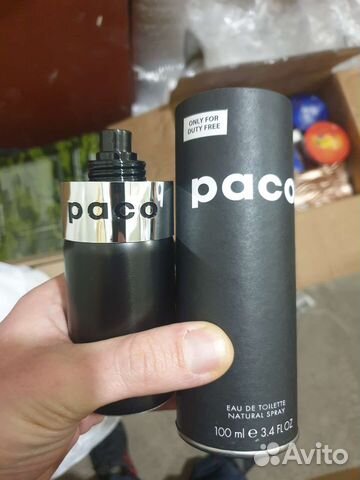 ONLY FOR
DUTY FREE
paco
paco
EAU DE TOILETTE
NATURAL SPRAY
100 ml ℮ 3.4 FL OZ
Avito